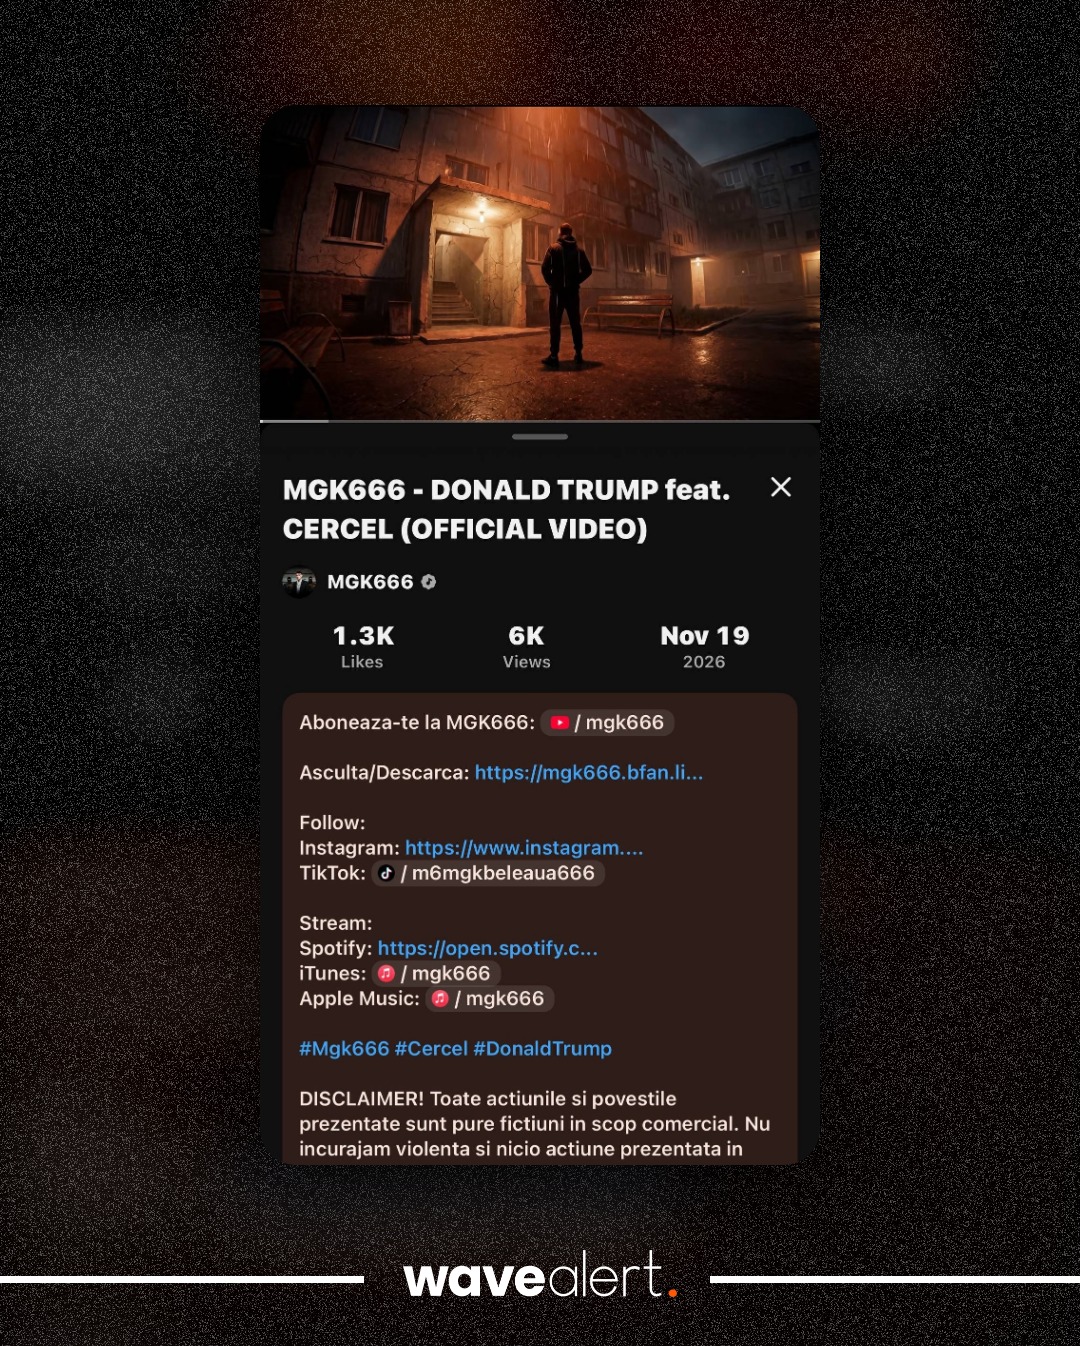 MGK666 - DONALD TRUMP feat.
CERCEL (OFFICIAL VIDEO)
MGK666
1.3K
Likes
6K
Views
Nov 19
2026
Aboneaza-te la MGK666: / mgk666
Asculta/Descarca: https://mgk666.bfan.li...
Follow:
Instagram: https://www.instagram....
TikTok: / m6mgkbeleaua666
Stream:
Spotify: https://open.spotify.c...
iTunes: / mgk666
Apple Music: / mgk666
#Mgk666 #Cercel #DonaldTrump
DISCLAIMER! Toate actiunile si povestile
prezentate sunt pure fictiuni in scop comercial. Nu
incurajam violenta si nicio actiune prezentata in
wavealert.